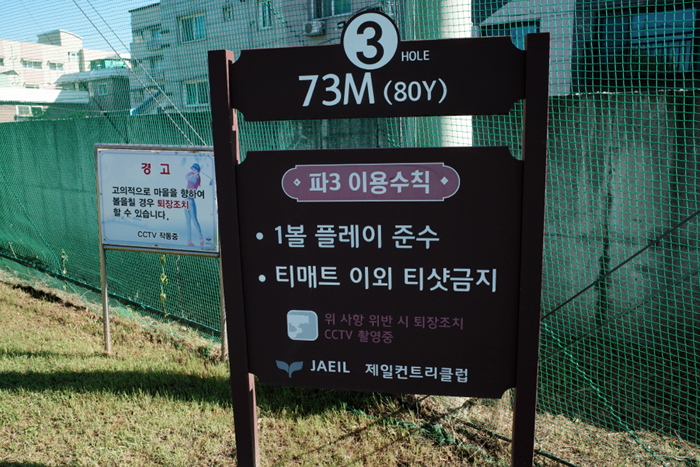 3 HOLE
73M (80Y)
파3 이용수칙
• 1볼 플레이 준수
• 티매트 이외 티샷금지
위 사항 위반 시 퇴장조치
CCTV 촬영중
JAEIL 제일컨트리클럽
경 고
고의적으로 마을을 향하여
볼을칠 경우 퇴장조치
할 수 있습니다.
CCTV 작동중